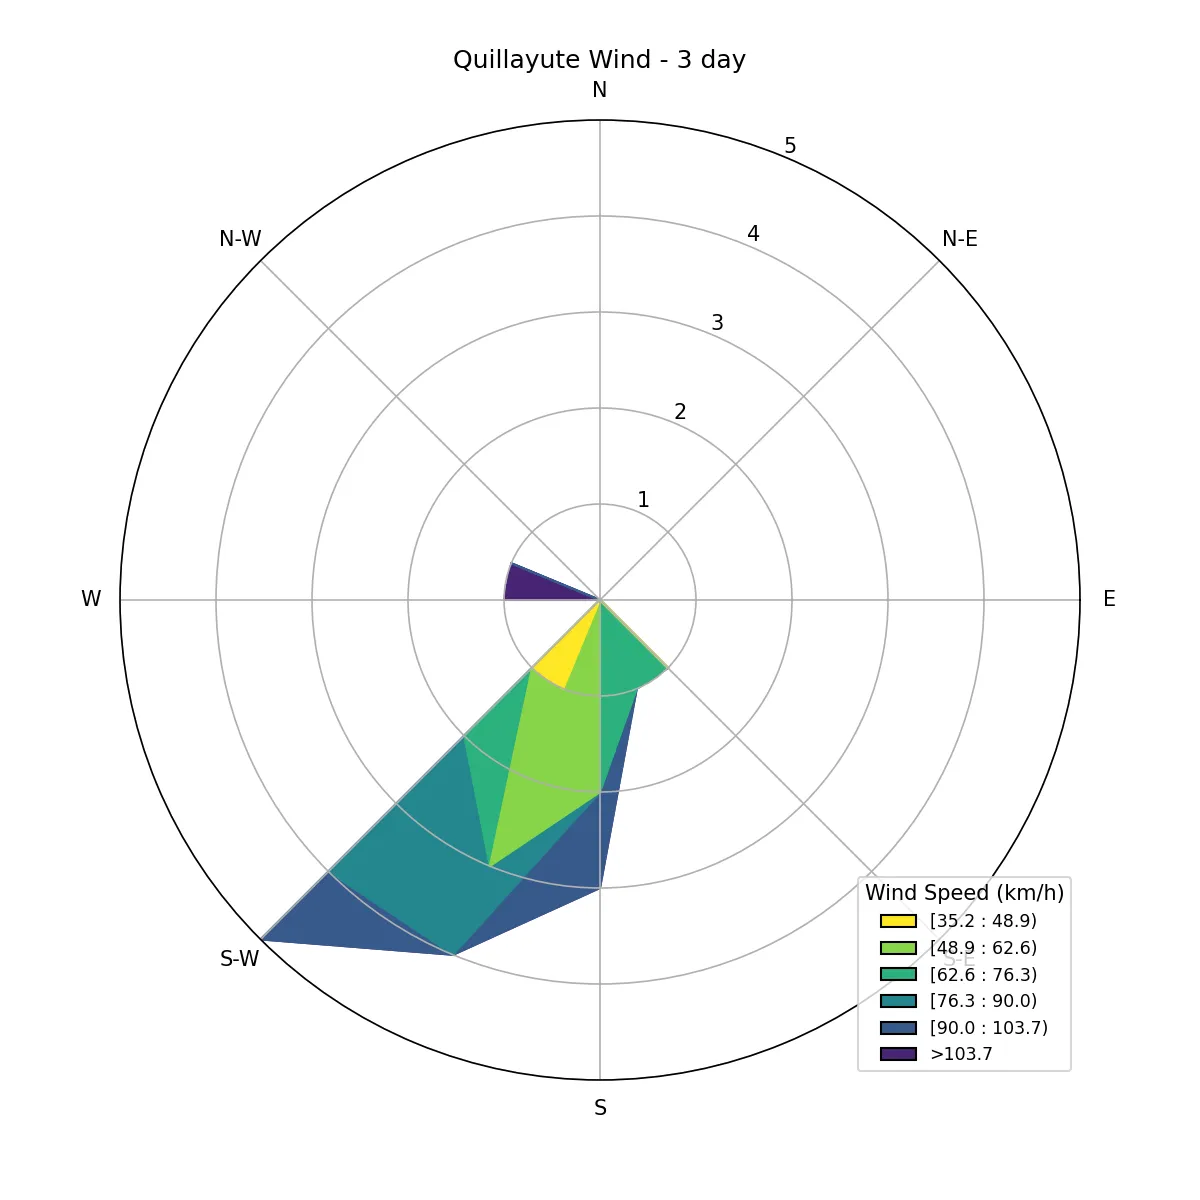 Quillayute Wind - 3 day
N
5
N-W
4
N-E
3
2
1
W
E
S-W
S-E
S
Wind Speed (km/h)
[35.2 : 48.9)
[48.9 : 62.6)
[62.6 : 76.3)
[76.3 : 90.0)
[90.0 : 103.7)
>103.7